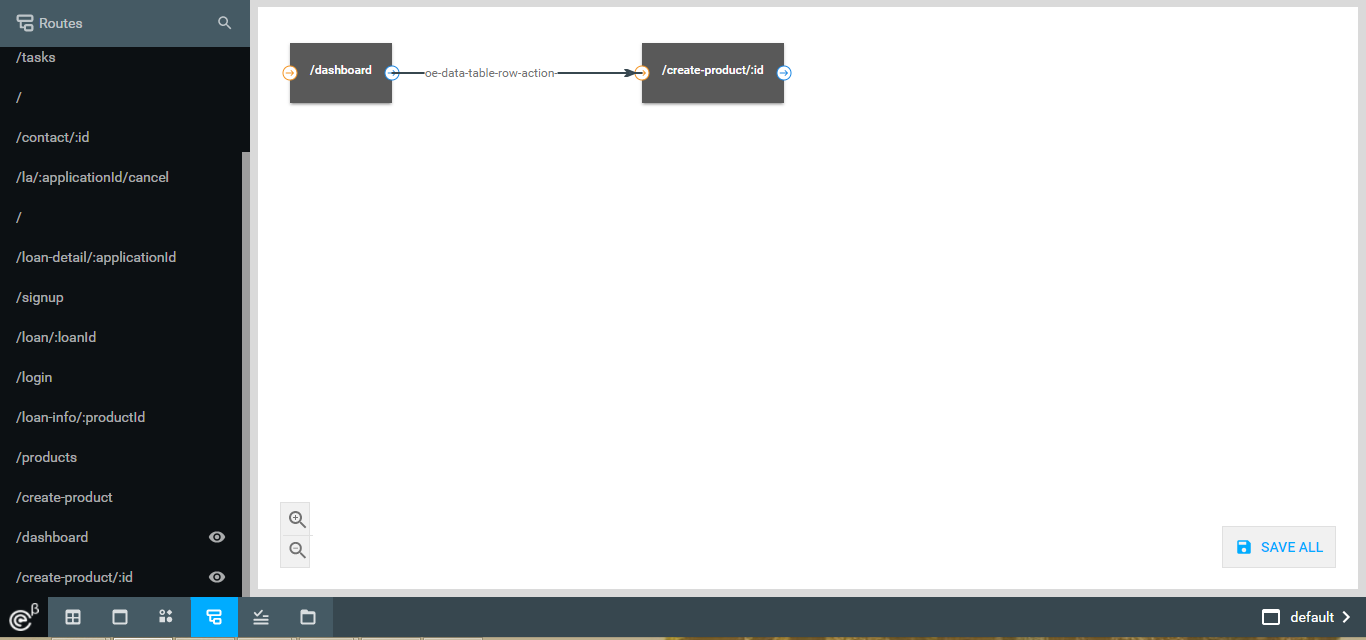 Routes
/tasks
/
/contact/:id
/la/:applicationId/cancel
/
/loan-detail/:applicationId
/signup
/loan/:loanId
/login
/loan-info/:productId
/products
/create-product
/dashboard
/create-product/:id
/dashboard
oe-data-table-row-action
/create-product/:id
SAVE ALL
e β
default